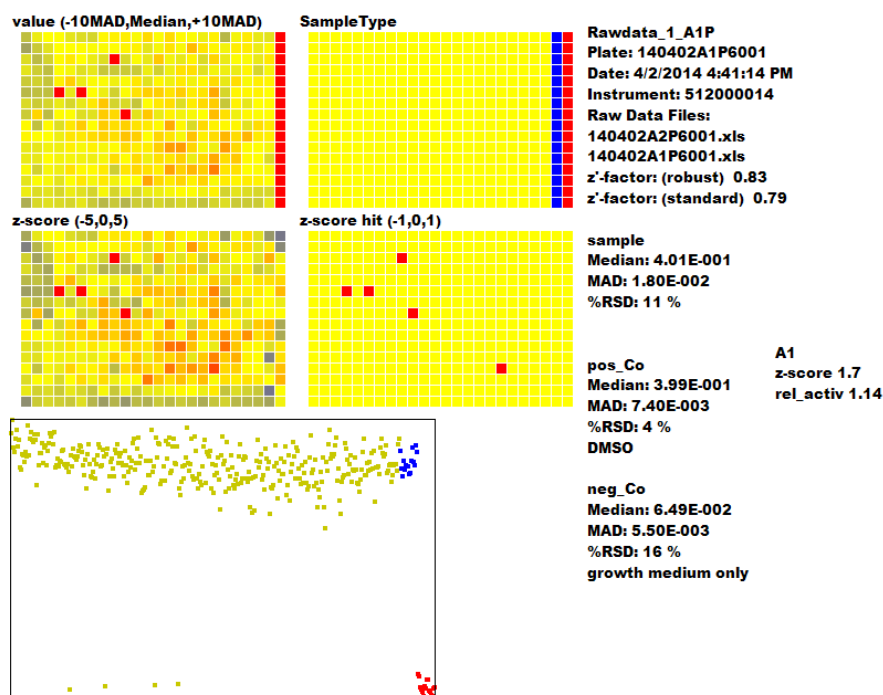 value (-10MAD,Median,+10MAD)
SampleType
z-score (-5,0,5)
z-score hit (-1,0,1)
Rawdata_1_A1P
Plate: 140402A1P6001
Date: 4/2/2014 4:41:14 PM
Instrument: 512000014
Raw Data Files:
140402A2P6001.xls
140402A1P6001.xls
z'-factor: (robust) 0.83
z'-factor: (standard) 0.79
sample
Median: 4.01E-001
MAD: 1.80E-002
%RSD: 11 %
pos_Co
Median: 3.99E-001
MAD: 7.40E-003
%RSD: 4 %
DMSO
neg_Co
Median: 6.49E-002
MAD: 5.50E-003
%RSD: 16 %
growth medium only
A1
z-score 1.7
rel_activ 1.14